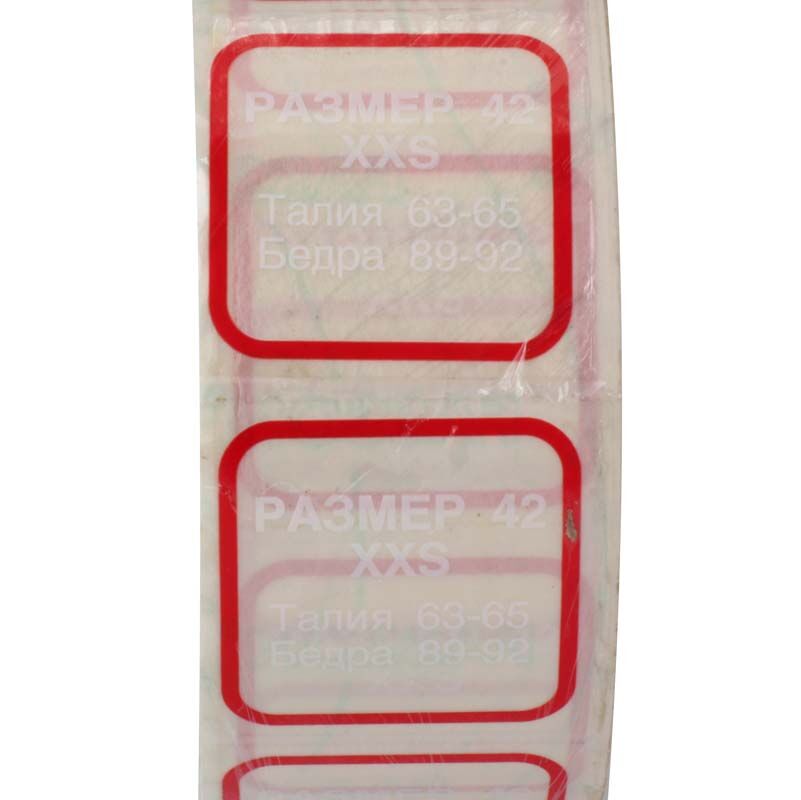 РАЗМЕР 42
XXS
Талия 63-65
Бедра 89-92
РАЗМЕР 42
XXS
Талия 63-65
Бедра 89-92